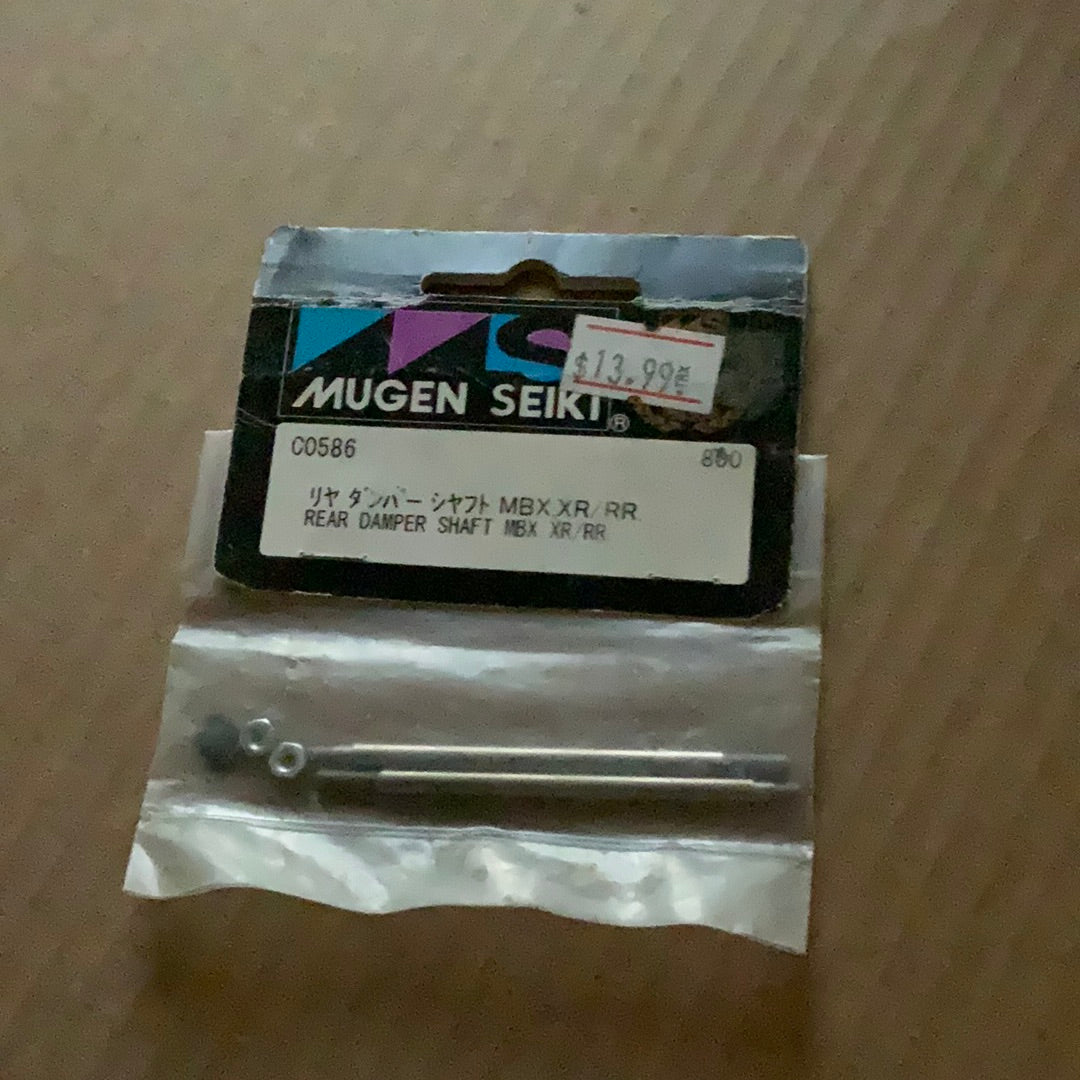 $13.99
MUGEN SEIKI®
C0586
リヤ ダンパー シャフト MBX.XR/RR.
REAR DAMPER SHAFT MBX XR/RR